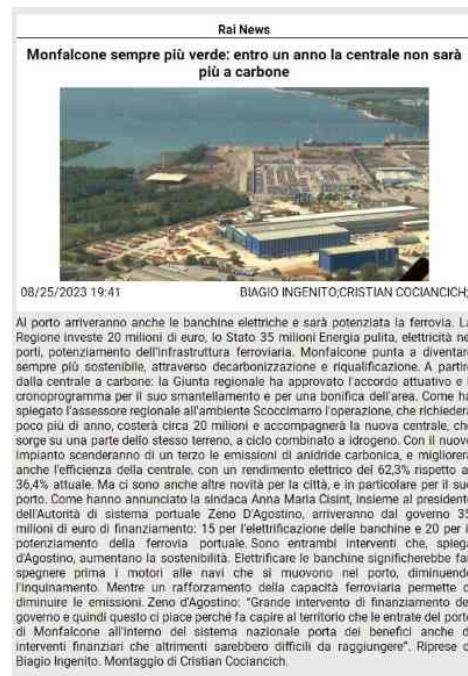 Rai News
Monfalcone sempre più verde: entro un anno la centrale non sarà
più a carbone
08/25/2023 19:41
BIAGIO INGENITO;CRISTIAN COCIANCICH;
Al porto arriveranno anche le banchine elettriche e sarà potenziata la ferovia. La
Regione investe 20 milioni di euro, lo Stato 35 milioni Energia pulita, elettricità nei
porti, potenziamento dell'infrastruttura ferroviaria. Monfalcone punta a diventare
sempre più sostenibile, attraverso decarbonizzazione e riqualificazione. A partire
dalla centrale a carbone: la Giunta regionale ha approvato l'accordo attuativo e i
cronoprogramma per il suo smantellamento e per una bonifica dell'area. Come ha
spiegato l'assessore regionale all'ambiente Scoccimarro l'operazione, che richiederà
poco più di anno, costerà circa 20 milioni e accompagnerà la nuova centrale, che
sorge su una parte dello stesso terreno, a ciclo combinato a idrogeno. Con il nuovo
impianto scenderanno di un terzo le emissioni di anidride carbonica, e migliorerà
anche l'efficienza della centrale, con un rendimento elettrico del 62,3% rispetto al
36,4% attuale. Ma ci sono anche altre novità per la città, e in particolare per il suo
porto. Come hanno annunciato la sindaca Anna Maria Cisint, insieme al presidente
dell'Autorità di sistema portuale Zeno D'Agostino, arriveranno dal governo 35
milioni di euro di finanziamento: 15 per l'elettrificazione delle banchine e 20 per il
potenziamento della ferrovia portuale. Sono entrambi interventi che, spiega
d'Agostino, aumentano la sostenibilità. Elettrificare le banchine significherebbe far
spegnere prima i motori alle navi che si muovono nel porto, diminuendo
l'inquinamento. Mentre un rafforzamento della capacità ferroviaria permette di
diminuire le emissioni. Zeno d'Agostino: "Grande intervento di finanziamento del
governo e quindi questo ci piace perché fa capire al territorio che le entrate del porto
di Monfalcone all'interno del sistema nazionale porta dei benefici anche di
interventi finanziari che altrimenti sarebbero difficili da raggiungere". Riprese di
Biagio Ingenito. Montaggio di Cristian Cociancich.